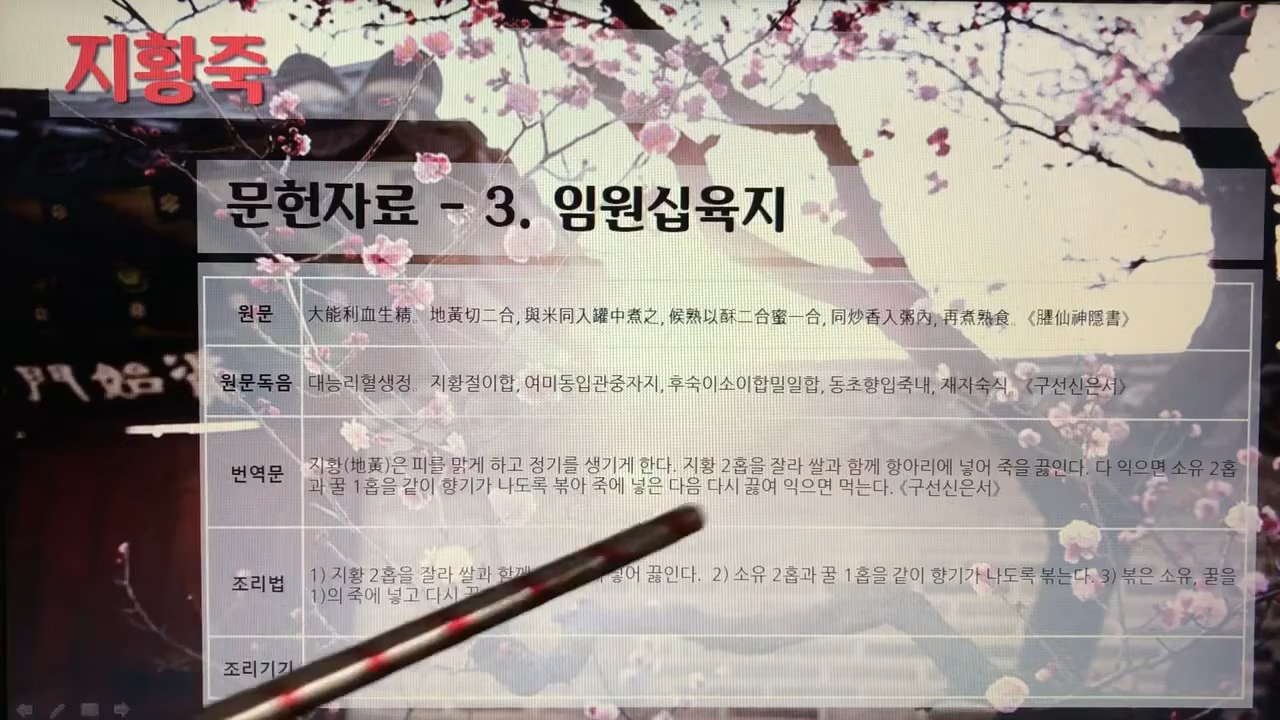 지황죽
문헌자료 - 3. 임원십육지
원문
大能利血生精。 地黃切二合, 與米同入罐中煮之, 候熟以酥二合蜜一合, 同炒香入粥內, 再煮熟食。《臞仙神隱書》
원문독음
대능리혈생정。 지황절이합, 여미동입관중자지, 후숙이소이합밀일합, 동초향입죽내, 재자숙식。《구선신은서》
번역문
지황(地黃)은 피를 맑게 하고 정기를 생기게 한다. 지황 2홉을 잘라 쌀과 함께 항아리에 넣어 죽을 끓인다. 다 익으면 소유 2홉
과 꿀 1홉을 같이 향기가 나도록 볶아 죽에 넣은 다음 다시 끓여 익으면 먹는다.《구선신은서》
조리법
1) 지황 2홉을 잘라 쌀과 함께 넣어 끓인다. 2) 소유 2홉과 꿀 1홉을 같이 향기가 나도록 볶는다. 3) 볶은 소유, 꿀을
1)의 죽에 넣고 다시
조리기기
門